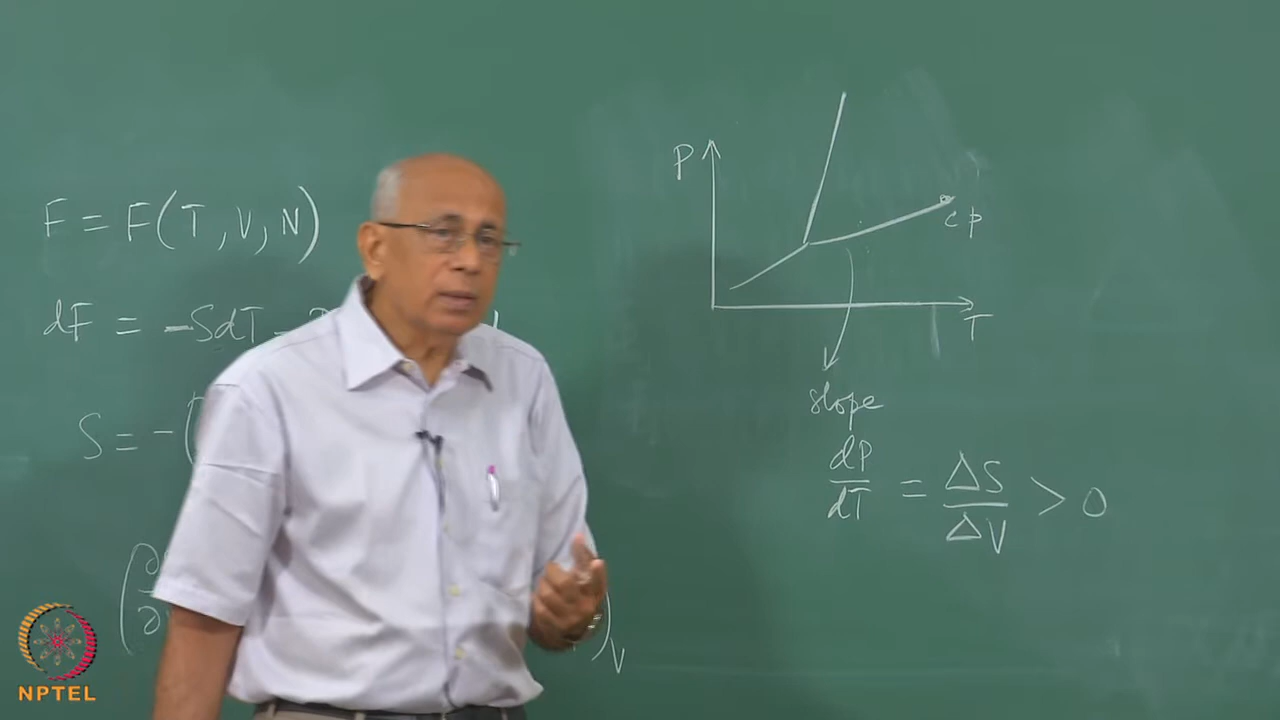 F = F(T, V, N)
dF = -SdT -
S = - (
V
P
cp
T
slope
dP/dT = ΔS/ΔV > 0
NPTEL